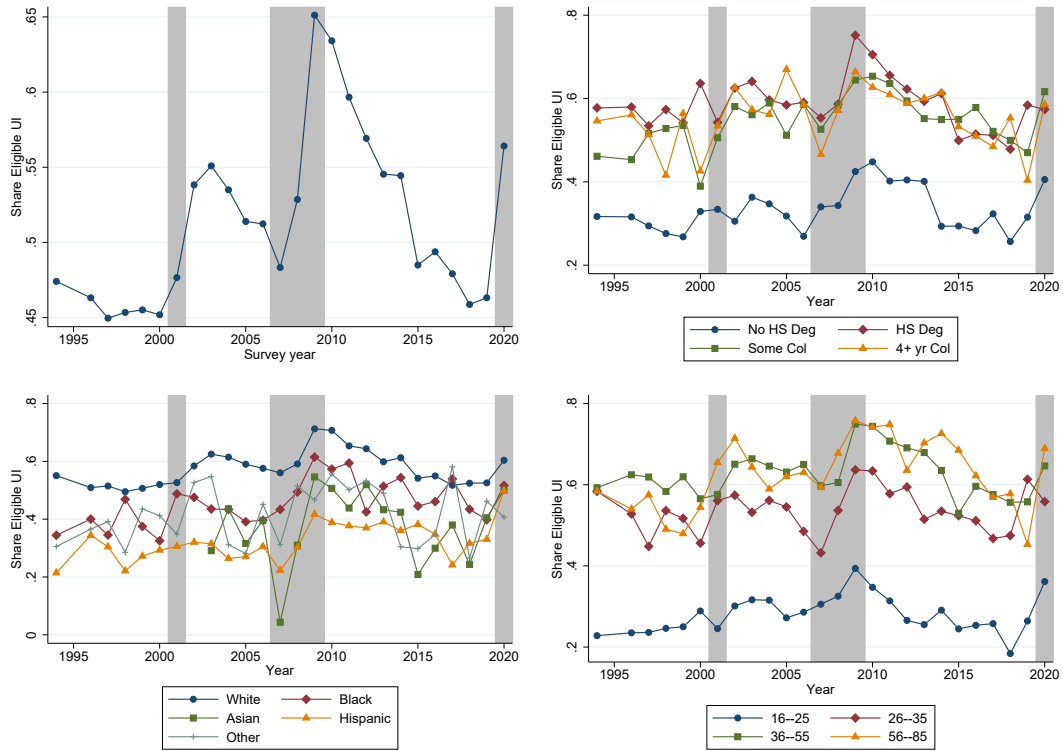 Share Eligible UI
.65
.6
.55
.5
.45
1995 2000 2005 2010 2015 2020
Survey year
Share Eligible UI
.8
.6
.4
.2
1995 2000 2005 2010 2015 2020
Year
No HS Deg HS Deg
Some Col 4+ yr Col
Share Eligible UI
.8
.6
.4
.2
0
1995 2000 2005 2010 2015 2020
Year
White Black
Asian Hispanic
Other
Share Eligible UI
.8
.6
.4
.2
1995 2000 2005 2010 2015 2020
Year
16--25 26--35
36--55 56--85